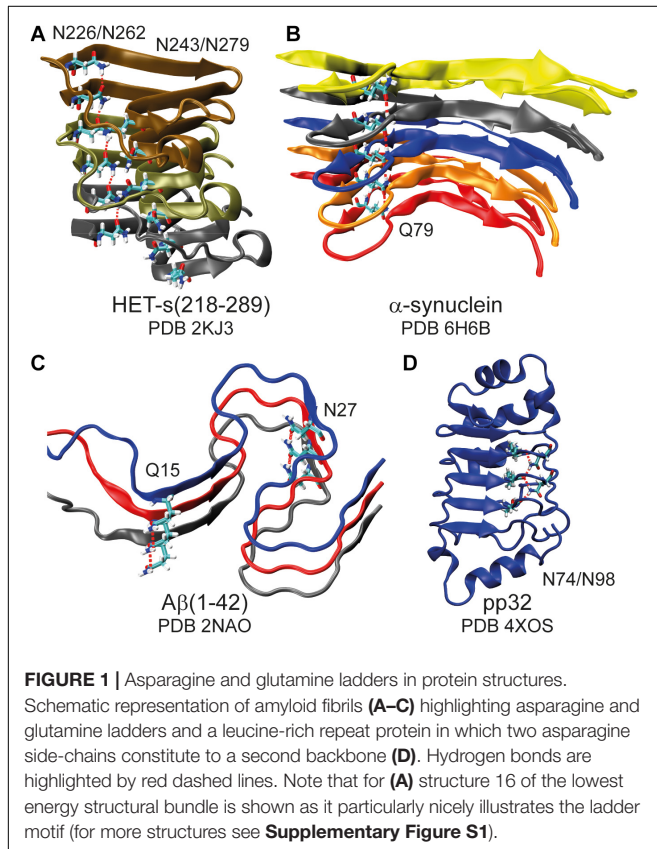 A
N226/N262
N243/N279
HET-s(218-289)
PDB 2KJ3
B
Q79
α-synuclein
PDB 6H6B
C
Q15
N27
Aβ(1-42)
PDB 2NAO
D
N74/N98
pp32
PDB 4XOS
FIGURE 1 | Asparagine and glutamine ladders in protein structures.
Schematic representation of amyloid fibrils (A–C) highlighting asparagine and
glutamine ladders and a leucine-rich repeat protein in which two asparagine
side-chains constitute to a second backbone (D). Hydrogen bonds are
highlighted by red dashed lines. Note that for (A) structure 16 of the lowest
energy structural bundle is shown as it particularly nicely illustrates the ladder
motif (for more structures see Supplementary Figure S1).